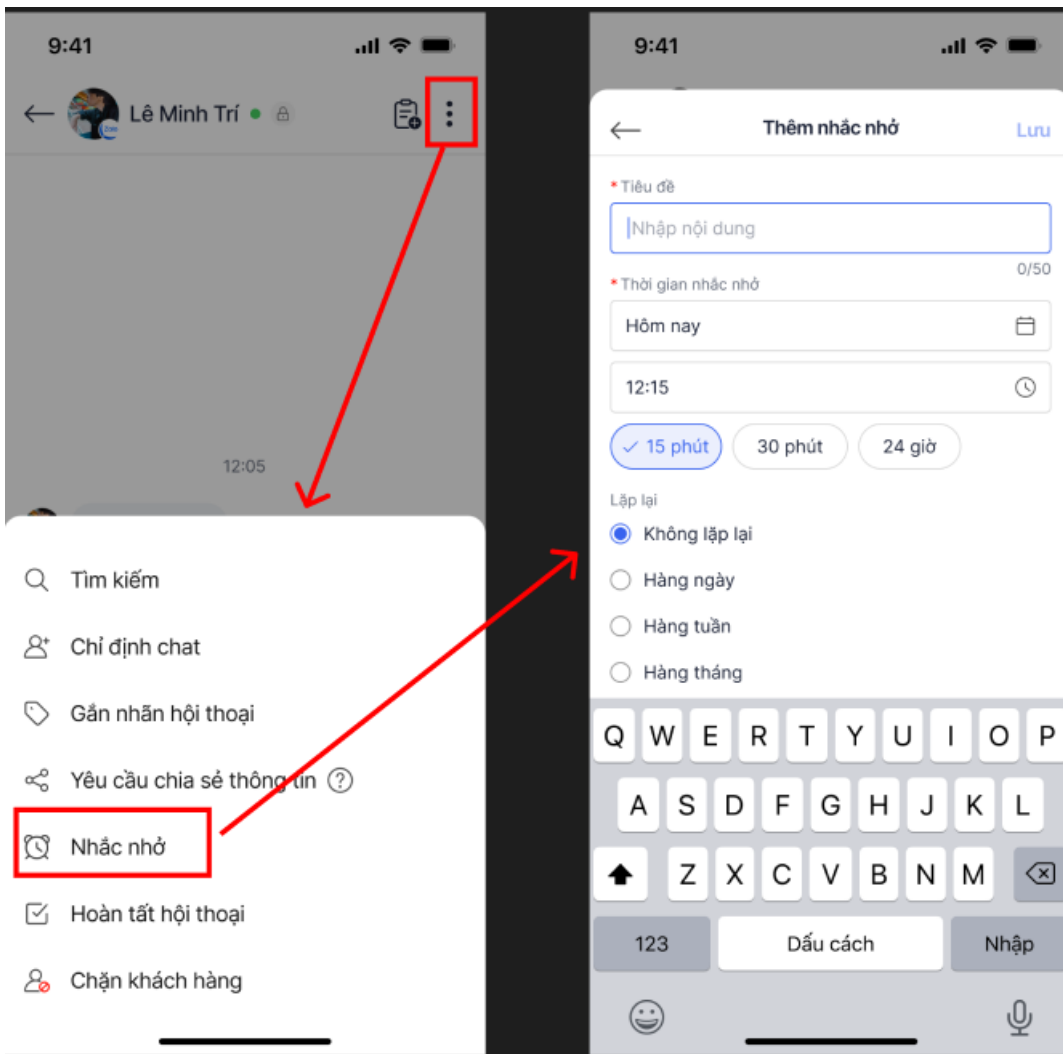 9:41
Lê Minh Trí
12:05
Tìm kiếm
Chỉ định chat
Gắn nhãn hội thoại
Yêu cầu chia sẻ thông tin ?
Nhắc nhở
Hoàn tất hội thoại
Chặn khách hàng
9:41
Thêm nhắc nhở Lưu
* Tiêu đề
Nhập nội dung
0/50
* Thời gian nhắc nhở
Hôm nay
12:15
15 phút 30 phút 24 giờ
Lặp lại
Không lặp lại
Hàng ngày
Hàng tuần
Hàng tháng
Q W E R T Y U I O P
A S D F G H J K L
Z X C V B N M
123 Dấu cách Nhập